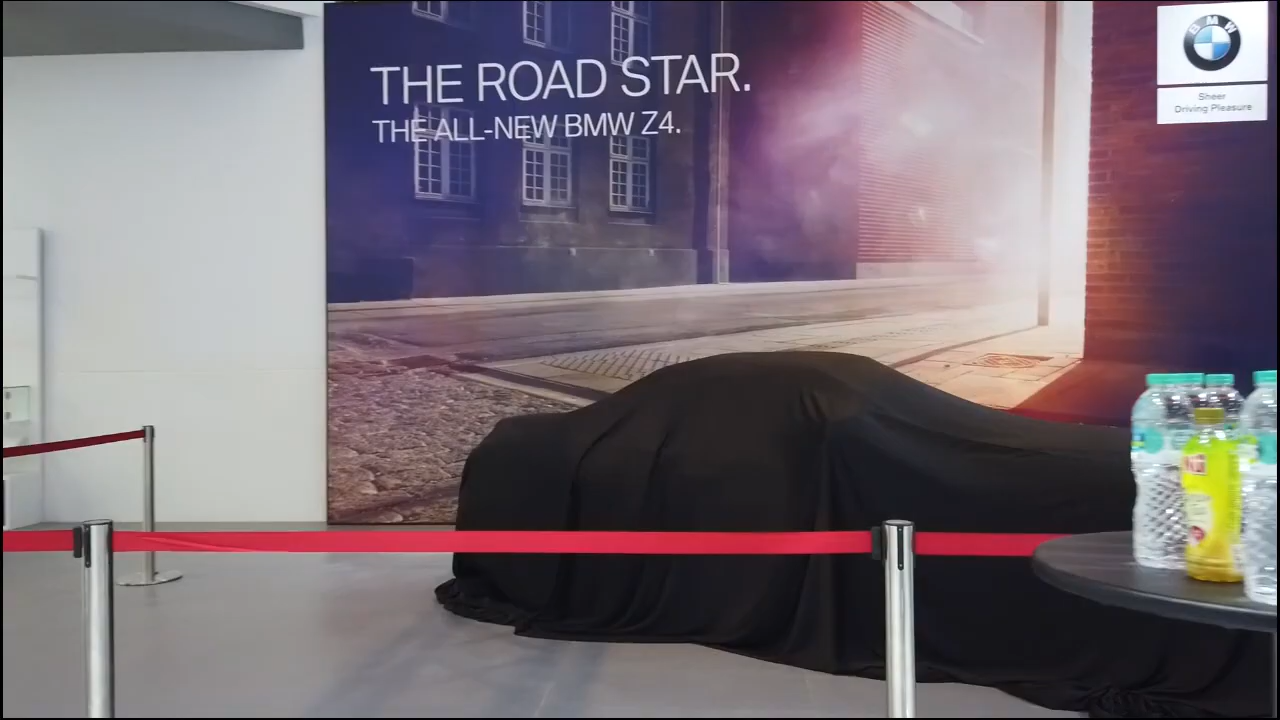 THE ROAD STAR.
THE ALL-NEW BMW Z4.
BMW
Sheer
Driving Pleasure